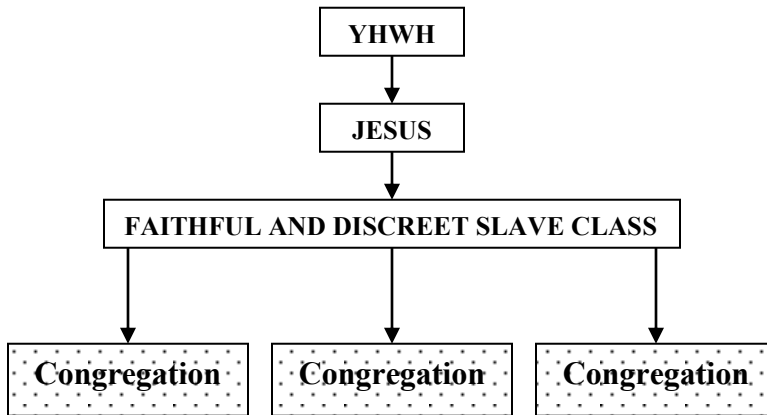 YHWH
JESUS
FAITHFUL AND DISCREET SLAVE CLASS
Congregation Congregation Congregation